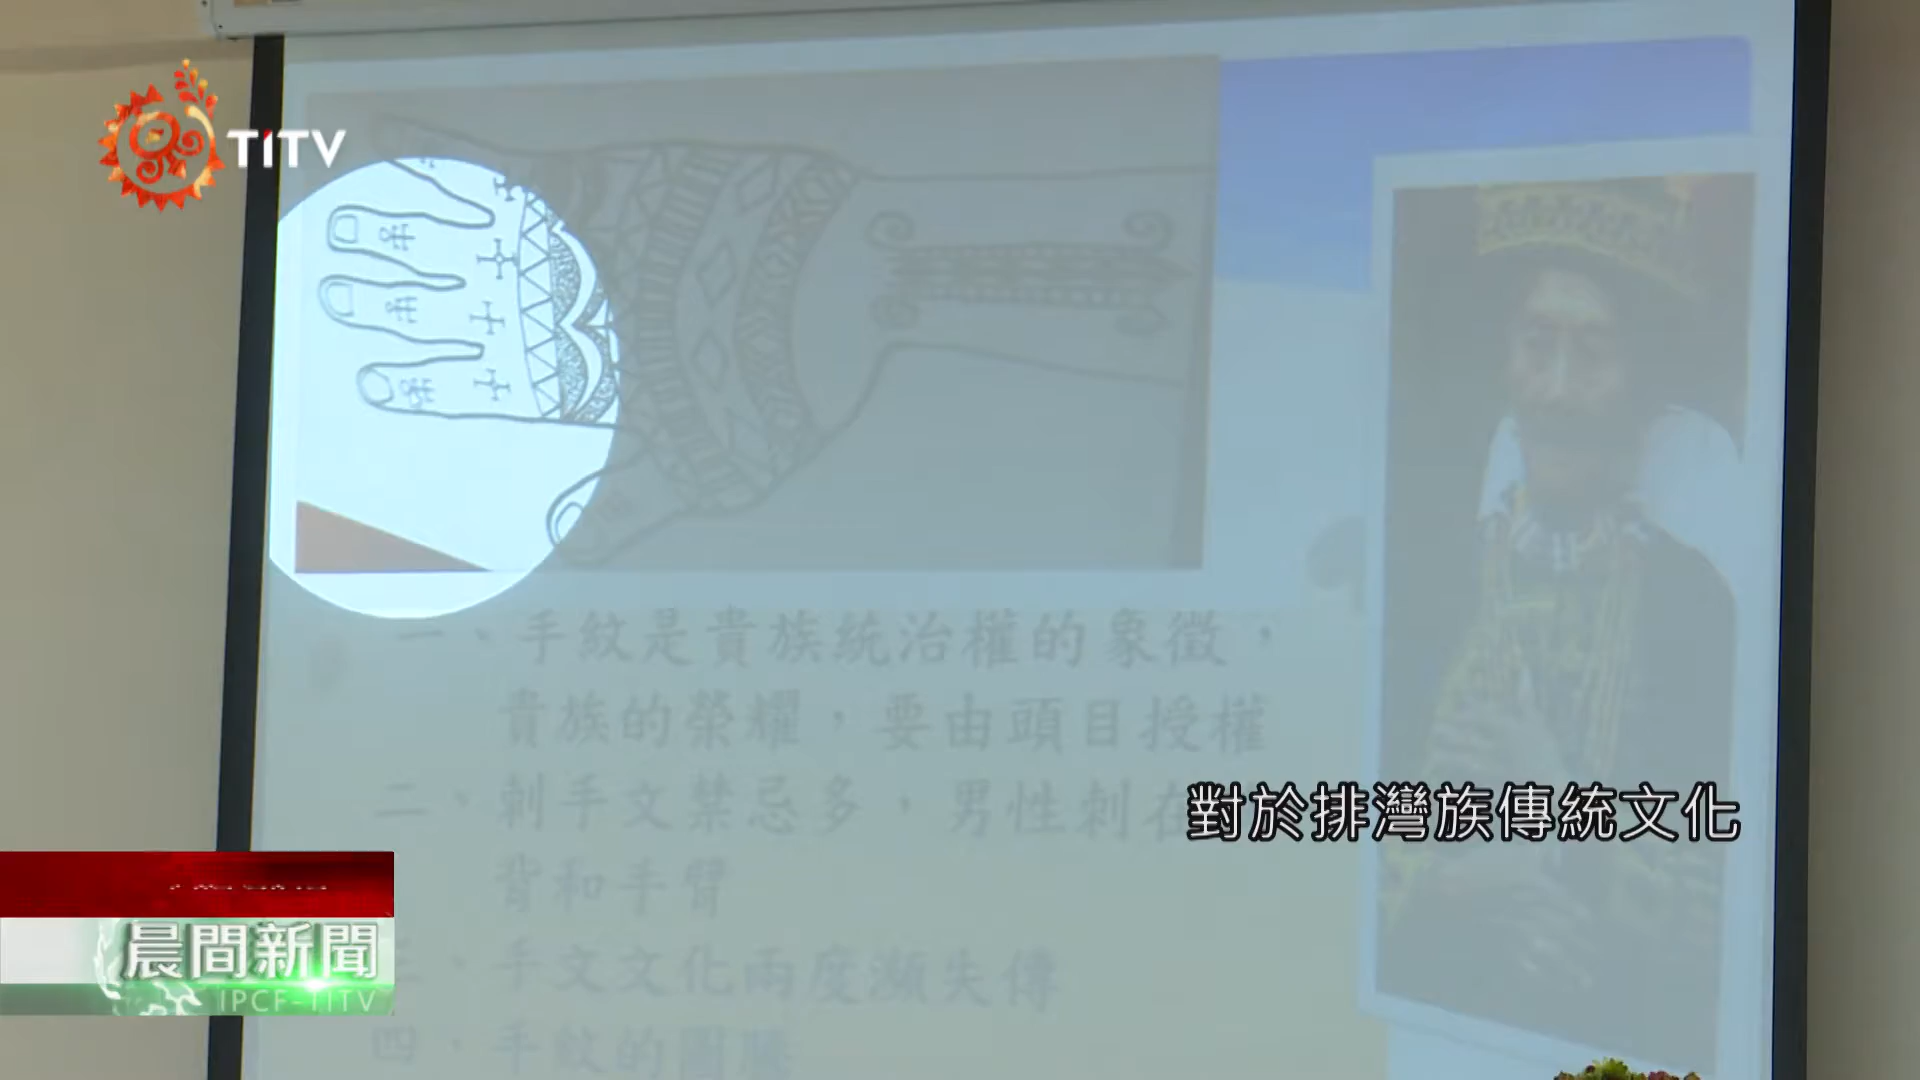 TiTV
一、手紋是貴族統治權的象徵，
貴族的榮耀，要由頭目授權
二、刺手文禁忌多，男性刺在
背和手臂
三、手文文化兩度瀕失傳
四、手紋的圖騰
對於排灣族傳統文化
晨間新聞
IPCF-TITV